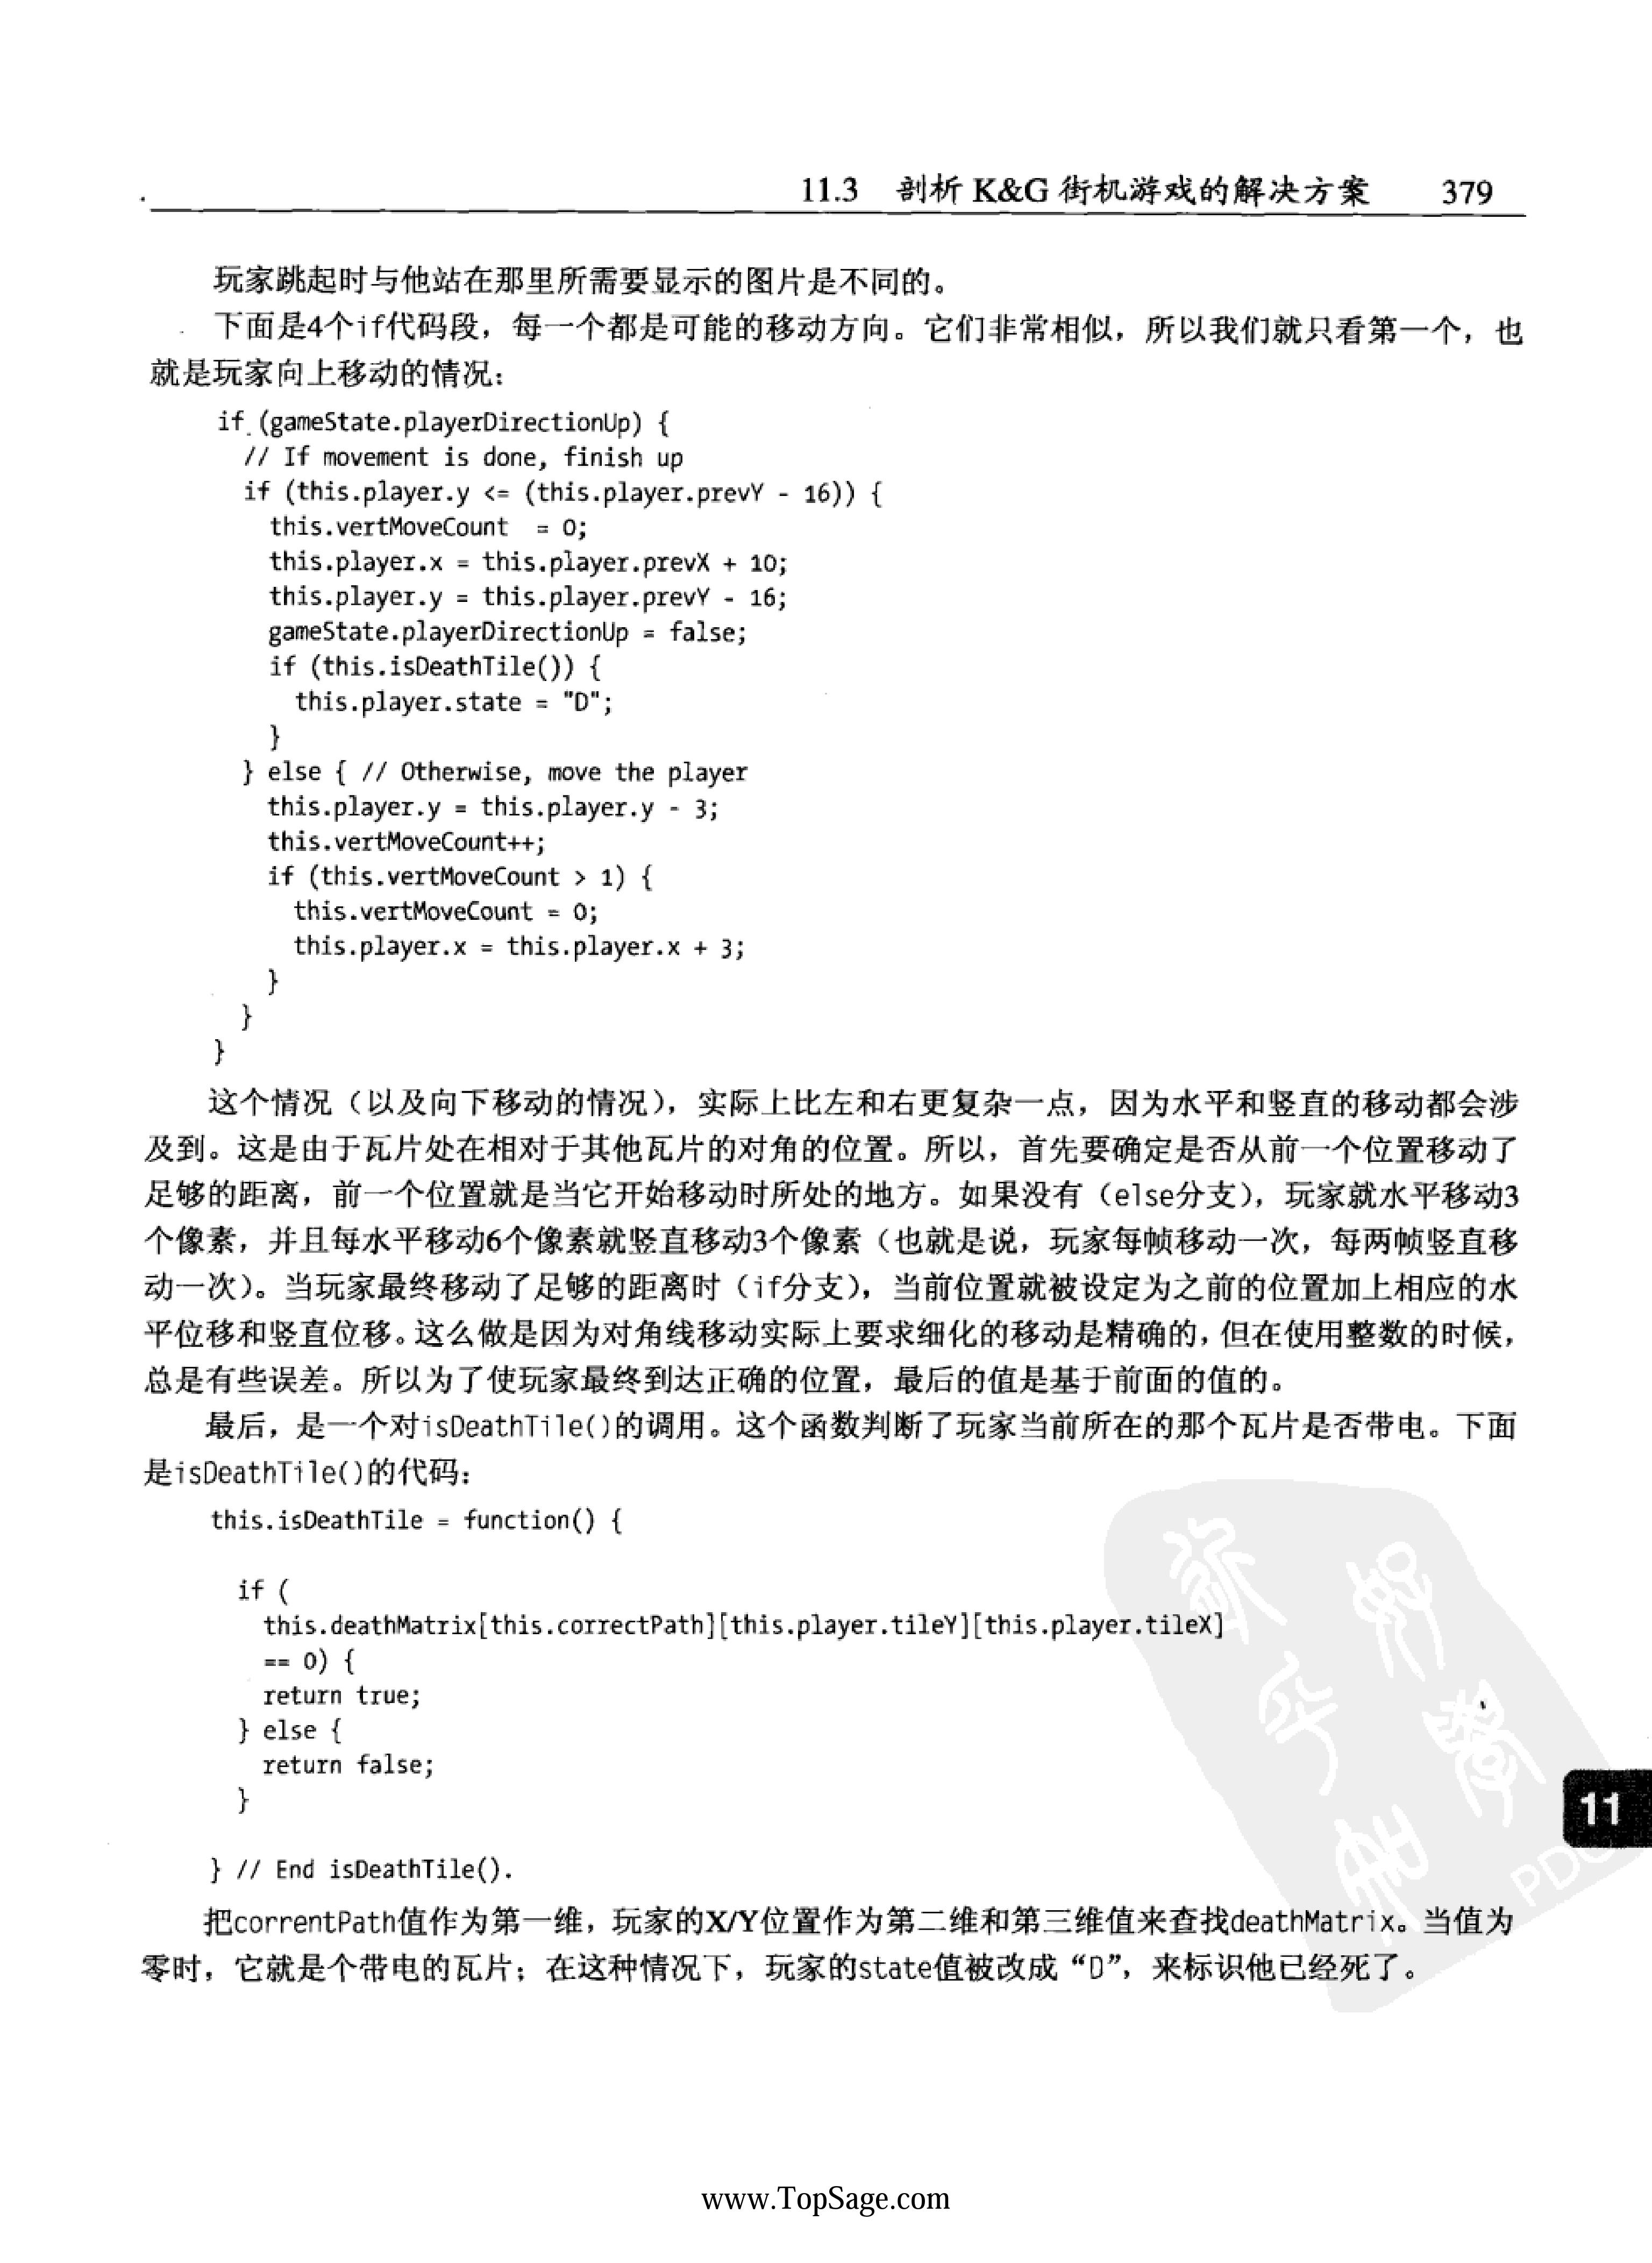 11.3 剖析 K&G 街机游戏的解决方案 379
玩家跳起时与他站在那里所需要显示的图片是不同的。
下面是4个if代码段，每一个都是可能的移动方向。它们非常相似，所以我们就只看第一个，也
就是玩家向上移动的情况：
if (gameState.playerDirectionUp) {
// If movement is done, finish up
if (this.player.y <= (this.player.prevY - 16)) {
this.vertMoveCount = 0;
this.player.x = this.player.prevX + 10;
this.player.y = this.player.prevY - 16;
gameState.playerDirectionUp = false;
if (this.isDeathTile()) {
this.player.state = "D";
}
} else { // Otherwise, move the player
this.player.y = this.player.y - 3;
this.vertMoveCount++;
if (this.vertMoveCount > 1) {
this.vertMoveCount = 0;
this.player.x = this.player.x + 3;
}
}
}
这个情况（以及向下移动的情况），实际上比左和右更复杂一点，因为水平和竖直的移动都会涉
及到。这是由于瓦片处在相对于其他瓦片的对角的位置。所以，首先要确定是否从前一个位置移动了
足够的距离，前一个位置就是当它开始移动时所处的地方。如果没有（else分支），玩家就水平移动3
个像素，并且每水平移动6个像素就竖直移动3个像素（也就是说，玩家每帧移动一次，每两帧竖直移
动一次）。当玩家最终移动了足够的距离时（if分支），当前位置就被设定为之前的位置加上相应的水
平位移和竖直位移。这么做是因为对角线移动实际上要求细化的移动是精确的，但在使用整数的时候，
总是有些误差。所以为了使玩家最终到达正确的位置，最后的值是基于前面的值的。
最后，是一个对isDeathTile()的调用。这个函数判断了玩家当前所在的那个瓦片是否带电。下面
是isDeathTile()的代码：
this.isDeathTile = function() {
if (
this.deathMatrix[this.correctPath][this.player.tileY][this.player.tileX]
== 0) {
return true;
} else {
return false;
}
} // End isDeathTile().
把correntPath值作为第一维，玩家的X/Y位置作为第二维和第三维值来查找deathMatrix。当值为
零时，它就是个带电的瓦片；在这种情况下，玩家的state值被改成“D”，来标识他已经死了。
11
www.TopSage.com